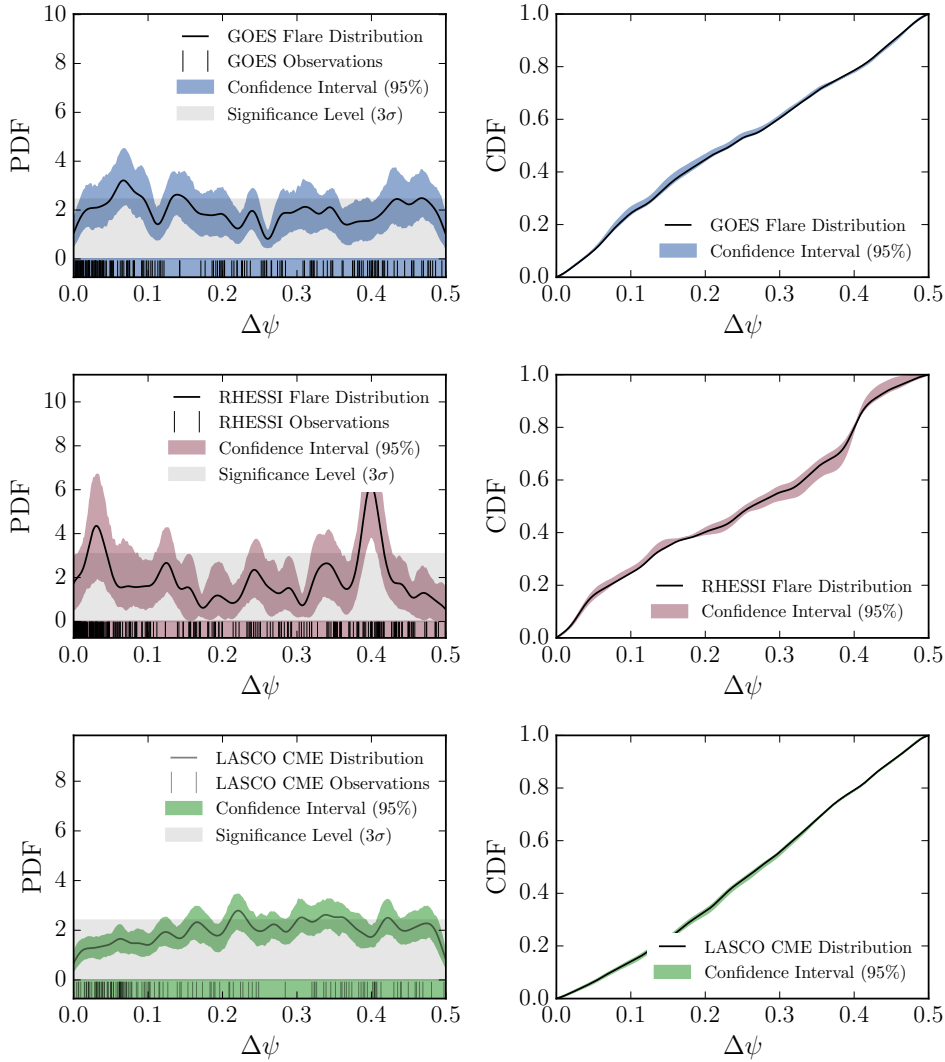 10
8
6
4
2
0
PDF
GOES Flare Distribution
GOES Observations
Confidence Interval (95%)
Significance Level (3σ)
0.0 0.1 0.2 0.3 0.4 0.5
Δψ
1.0
0.8
0.6
0.4
0.2
0.0
CDF
GOES Flare Distribution
Confidence Interval (95%)
0.0 0.1 0.2 0.3 0.4 0.5
Δψ
10
8
6
4
2
0
PDF
RHESSI Flare Distribution
RHESSI Observations
Confidence Interval (95%)
Significance Level (3σ)
0.0 0.1 0.2 0.3 0.4 0.5
Δψ
1.0
0.8
0.6
0.4
0.2
0.0
CDF
RHESSI Flare Distribution
Confidence Interval (95%)
0.0 0.1 0.2 0.3 0.4 0.5
Δψ
8
6
4
2
0
PDF
LASCO CME Distribution
LASCO CME Observations
Confidence Interval (95%)
Significance Level (3σ)
0.0 0.1 0.2 0.3 0.4 0.5
Δψ
1.0
0.8
0.6
0.4
0.2
0.0
CDF
LASCO CME Distribution
Confidence Interval (95%)
0.0 0.1 0.2 0.3 0.4 0.5
Δψ